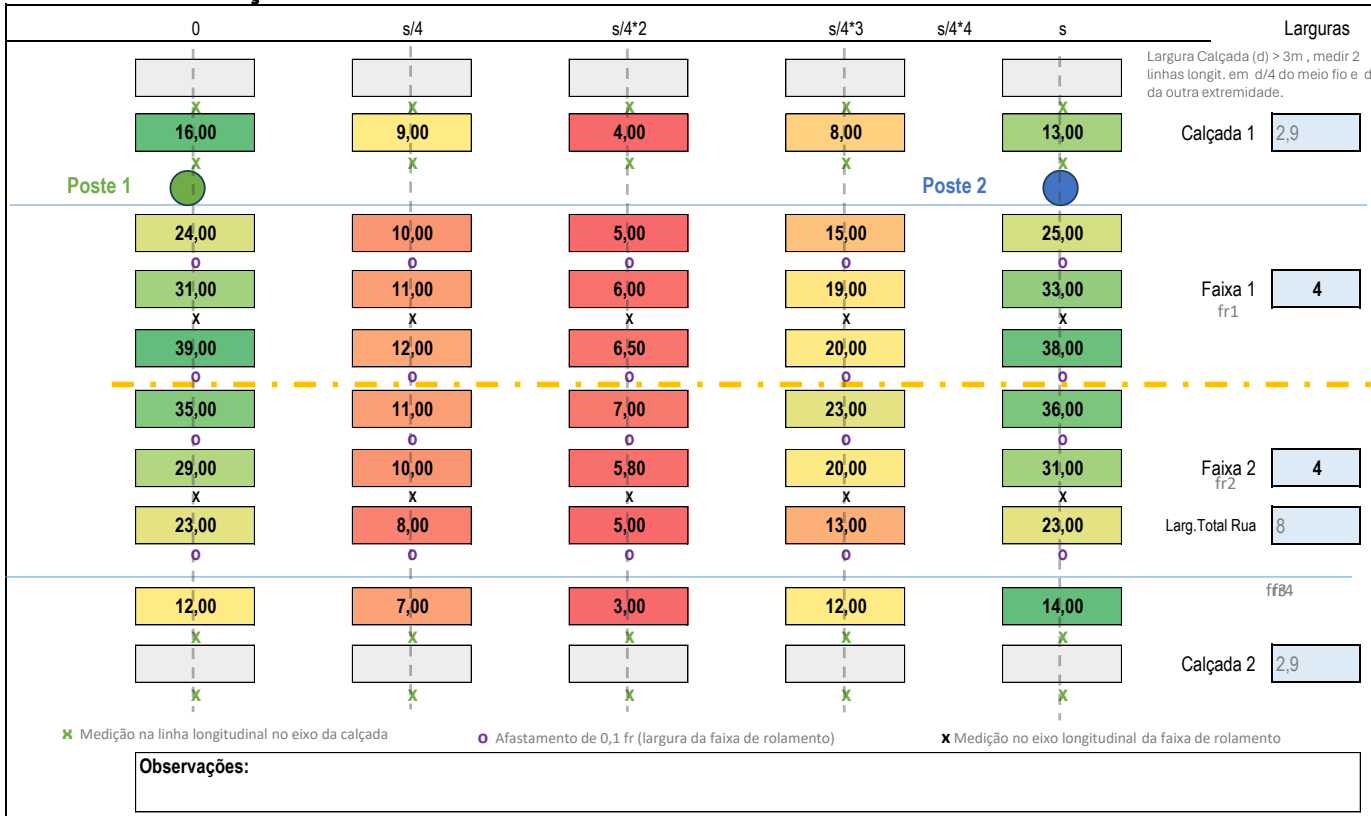 0 s/4 s/4*2 s/4*3 s/4*4 s Larguras
Largura Calçada (d) > 3m , medir 2
linhas longit. em d/4 do meio fio e d
da outra extremidade.
x x x x x
16,00 9,00 4,00 8,00 13,00 Calçada 1 2,9
x x x x x
Poste 1 Poste 2
24,00 10,00 5,00 15,00 25,00
o o o o o
31,00 11,00 6,00 19,00 33,00 Faixa 1 4
fr1
x x x x x
39,00 12,00 6,50 20,00 38,00
o o o o o
35,00 11,00 7,00 23,00 36,00
o o o o o
29,00 10,00 5,80 20,00 31,00 Faixa 2 4
fr2
x x x x x
23,00 8,00 5,00 13,00 23,00 Larg.Total Rua 8
o o o o o
12,00 7,00 3,00 12,00 14,00
x x x x x
Calçada 2 2,9
x x x x x
x Medição na linha longitudinal no eixo da calçada o Afastamento de 0,1 fr (largura da faixa de rolamento) x Medição no eixo longitudinal da faixa de rolamento
Observações: